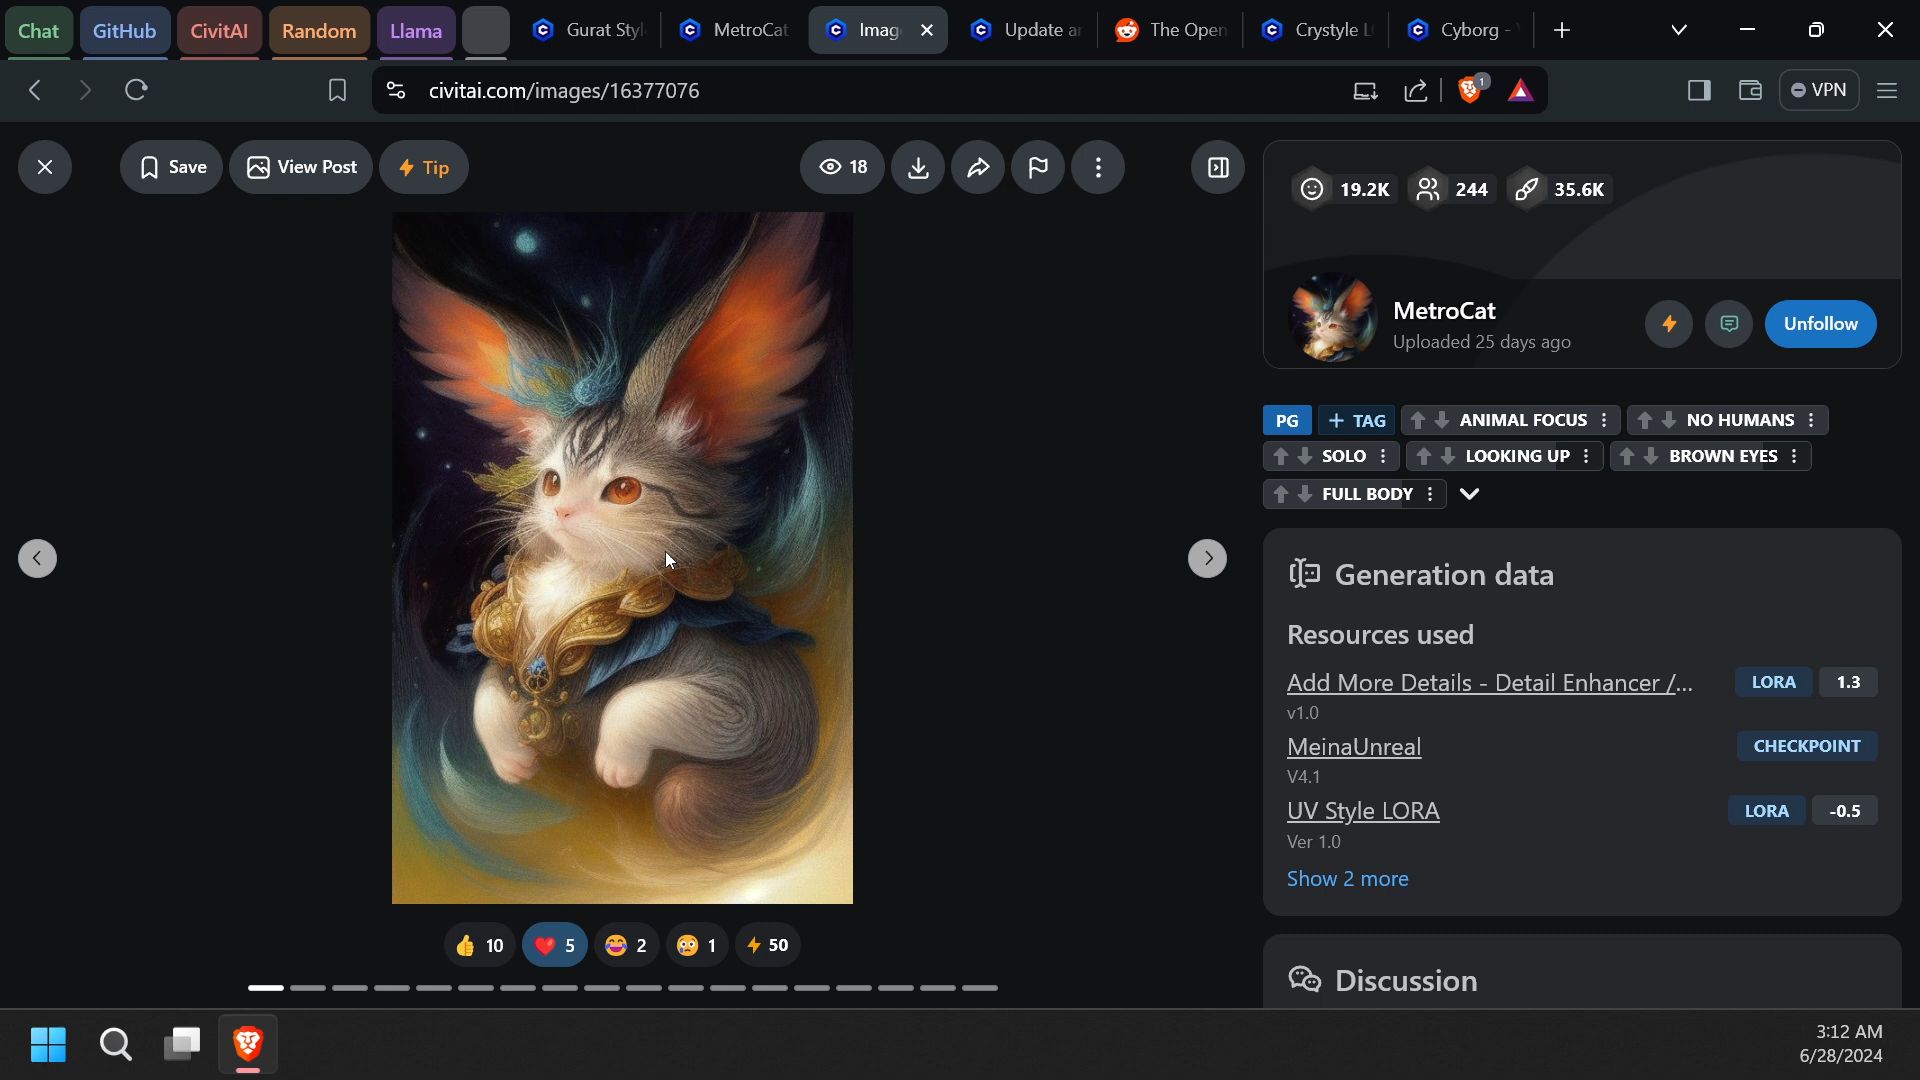 Chat
GitHub
CivitAI
Random
Llama
Gurat Styl
MetroCat
Imag
Update an
The Open
Crystyle L
Cyborg -
civitai.com/images/16377076
1
VPN
Save
View Post
Tip
18
19.2K
244
35.6K
MetroCat
Uploaded 25 days ago
Unfollow
PG
+ TAG
ANIMAL FOCUS
NO HUMANS
SOLO
LOOKING UP
BROWN EYES
FULL BODY
Generation data
Resources used
Add More Details - Detail Enhancer /...
LORA
1.3
v1.0
MeinaUnreal
CHECKPOINT
V4.1
UV Style LORA
LORA
-0.5
Ver 1.0
Show 2 more
10
5
2
1
50
Discussion
3:12 AM
6/28/2024